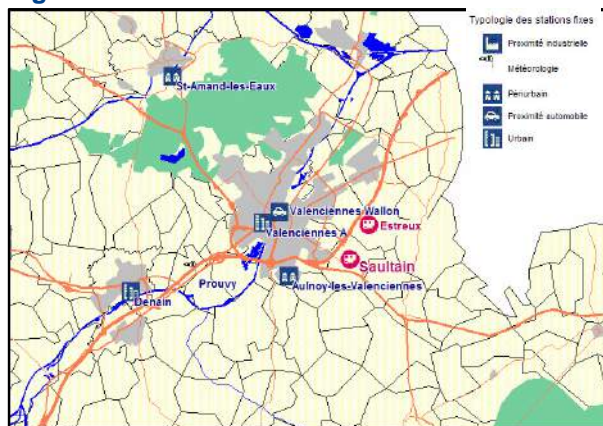 Typologie des stations fixes
Proximité industrielle
Météorologie
Périurbain
Proximité automobile
Urbain
St-Amand-les-Eaux
Valenciennes Wallon
Valenciennes A
Estreux
Saultain
Prouvy
Aulnoy-les-Valenciennes
Denain